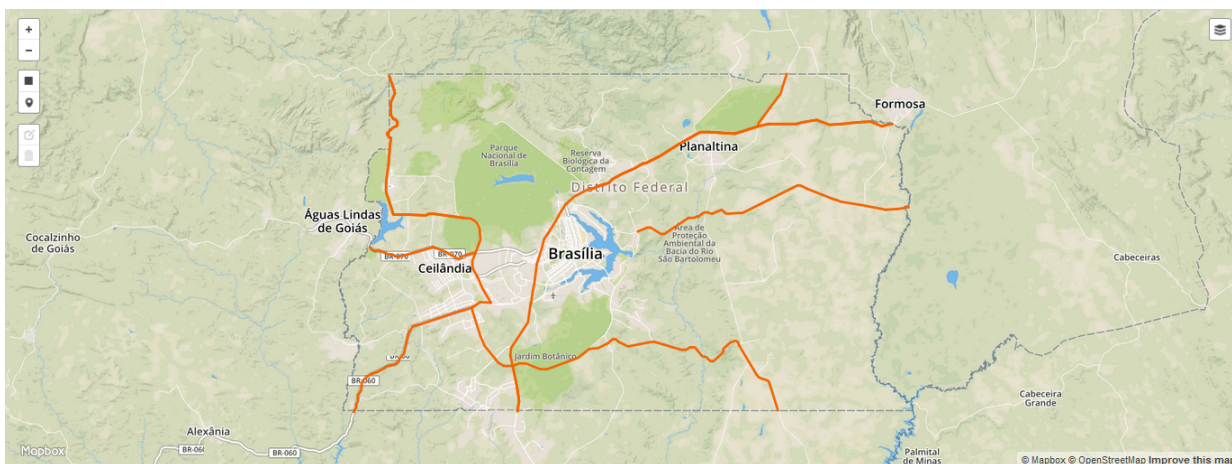 +
−
Formosa
Planaltina
Parque
Nacional de
Brasília
Reserva
Biológica da
Contagem
Distrito Federal
Águas Lindas
de Goiás
Cocalzinho
de Goiás
Área de
Proteção
Ambiental da
Bacia do Rio
São Bartolomeu
BR-070
BR-070
Brasília
Ceilândia
Cabeceiras
Jardim Botânico
BR-060
Cabeceira
Grande
Alexânia
BR-060
BR-060
Palmital
de Minas
Mapbox
© Mapbox © OpenStreetMap Improve this map